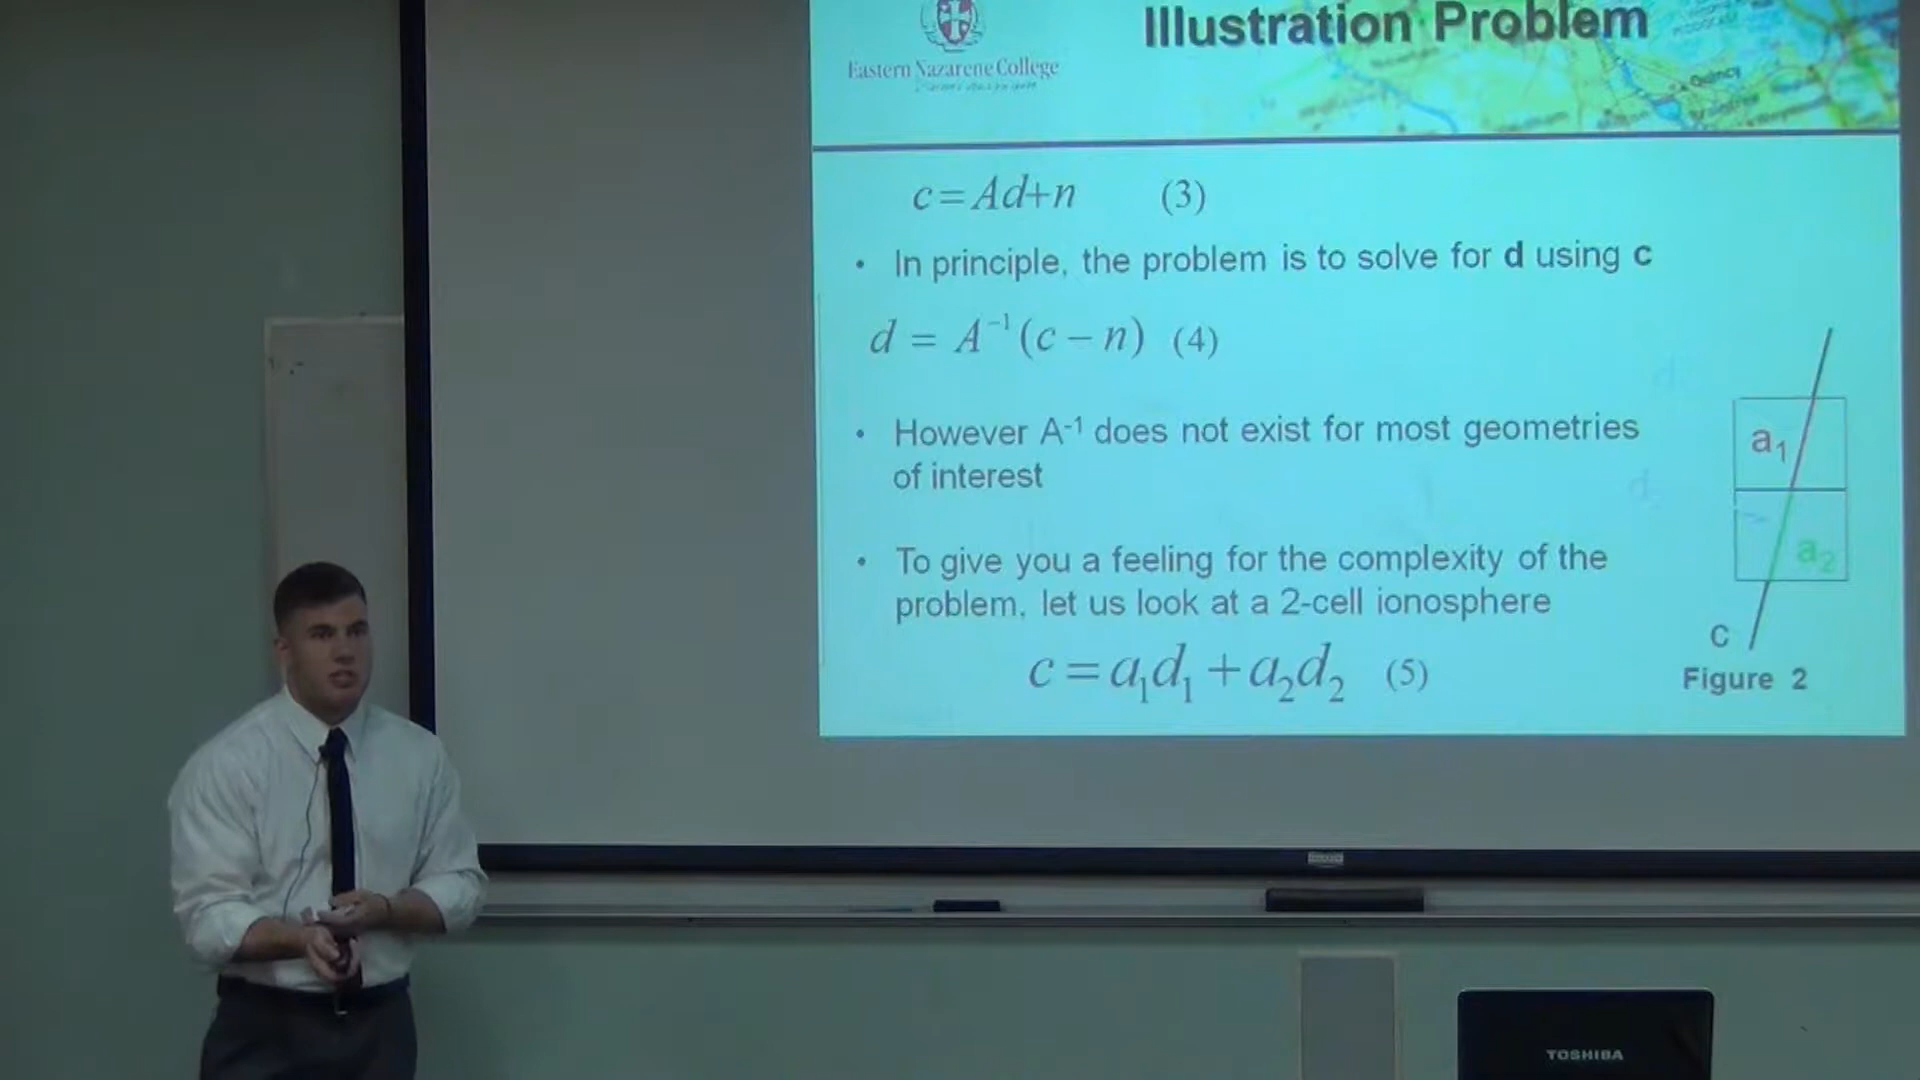 Illustration Problem
Eastern Nazarene College
Quincy
c=Ad+n (3)
• In principle, the problem is to solve for d using c
d = A⁻¹(c – n) (4)
• However A⁻¹ does not exist for most geometries
of interest
a₁
a₂
• To give you a feeling for the complexity of the
problem, let us look at a 2-cell ionosphere
c
c=a₁d₁+a₂d₂ (5)
Figure 2
TOSHIBA